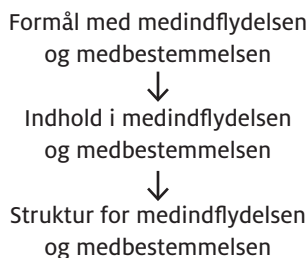 Formål med medindflydelsen
og medbestemmelsen
Indhold i medindflydelsen
og medbestemmelsen
Struktur for medindflydelsen
og medbestemmelsen